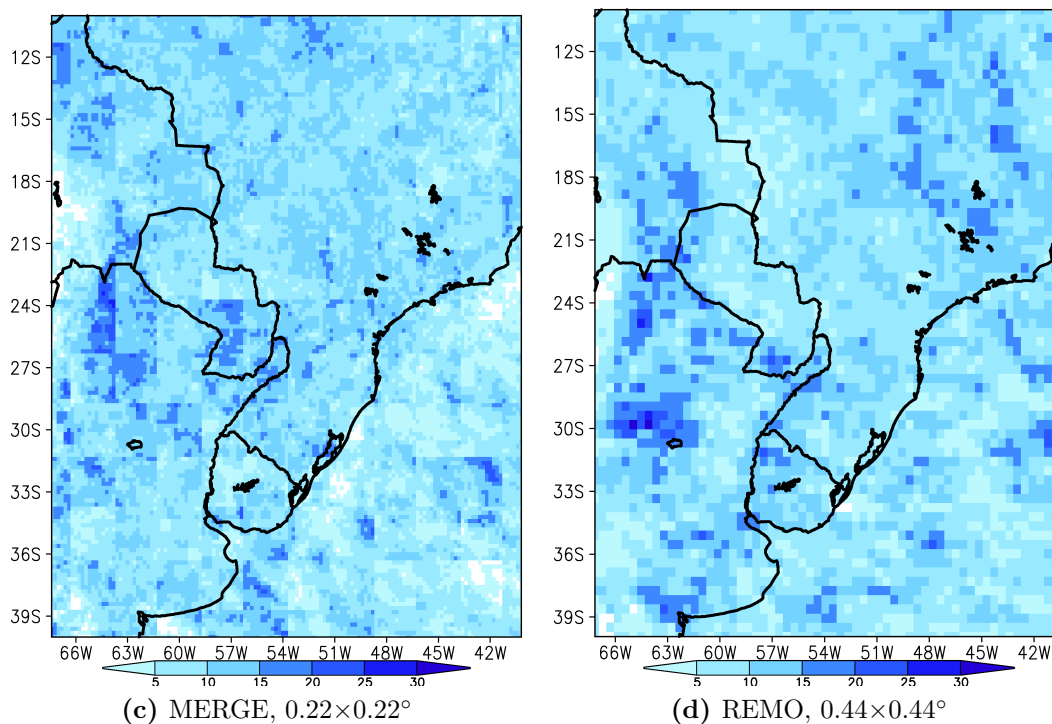 12S
15S
18S
21S
24S
27S
30S
33S
36S
39S
66W 63W 60W 57W 54W 51W 48W 45W 42W
5 10 15 20 25 30
(c) MERGE, 0.22×0.22°
12S
15S
18S
21S
24S
27S
30S
33S
36S
39S
66W 63W 60W 57W 54W 51W 48W 45W 42W
5 10 15 20 25 30
(d) REMO, 0.44×0.44°